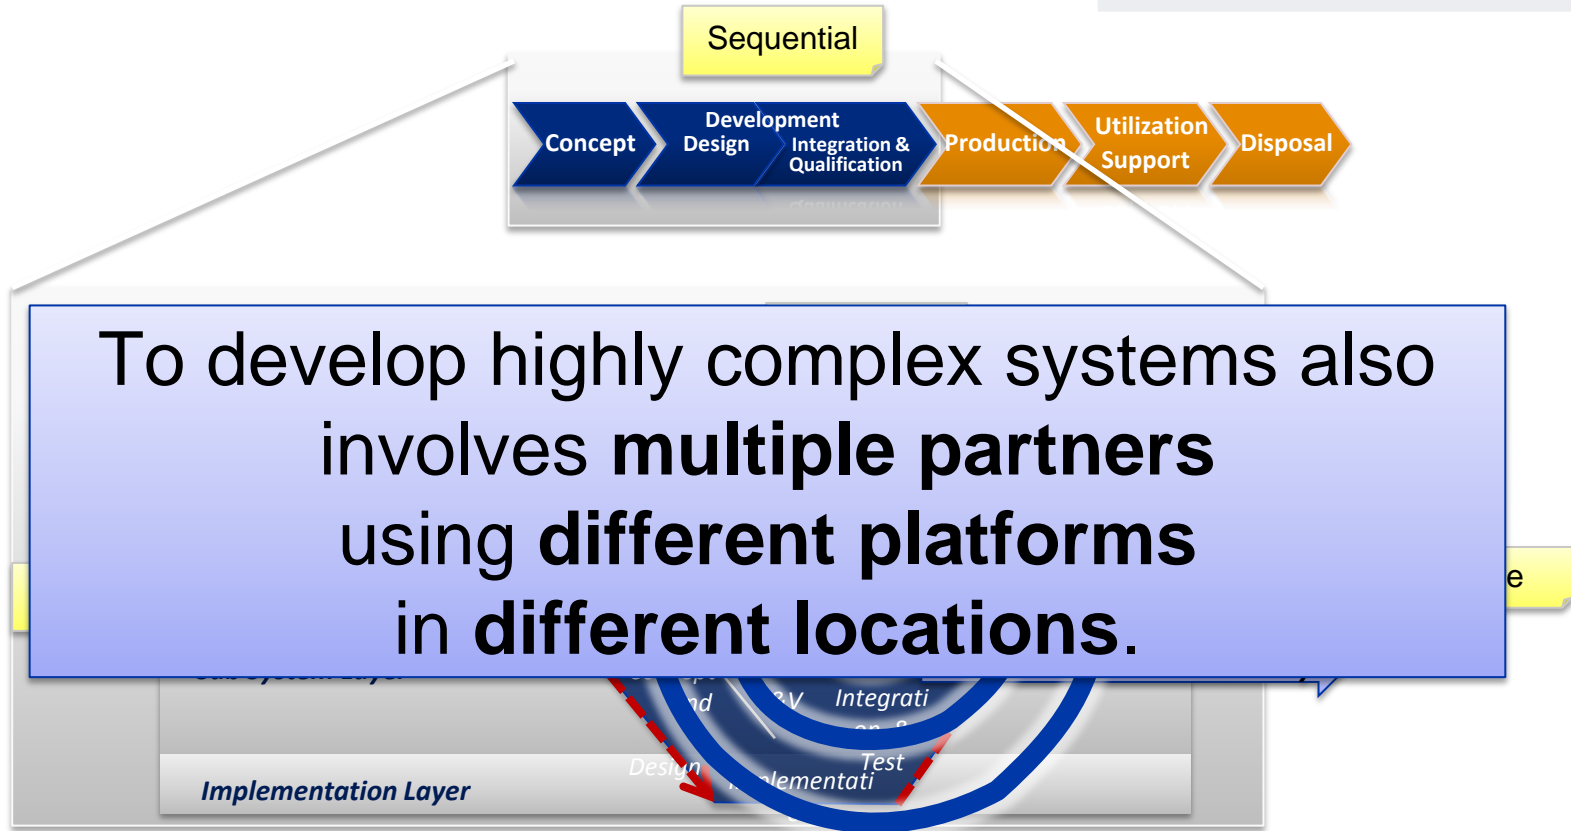 Sequential
Development
Concept
Design
Integration &
Qualification
Production
Utilization
Support
Disposal
To develop highly complex systems also
involves multiple partners
using different platforms
in different locations.
e
Layer
&V
Integrati
Design
Test
Implementation Layer